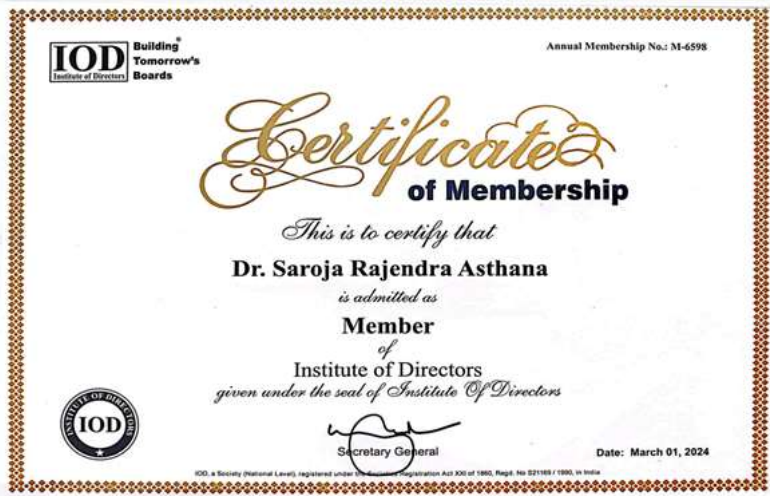 IOD
Institute of Directors
Building
Tomorrow's
Boards
Annual Membership No.: M-6598
Certificate
of Membership
This is to certify that
Dr. Saroja Rajendra Asthana
is admitted as
Member
of
Institute of Directors
given under the seal of Institute Of Directors
INSTITUTE OF DIRECTORS
IOD
Secretary General
Date: March 01, 2024
IOD, a Society (National Level), registered under the Registration Act XXI of 1860, Regd. No S21165 / 1990, in India